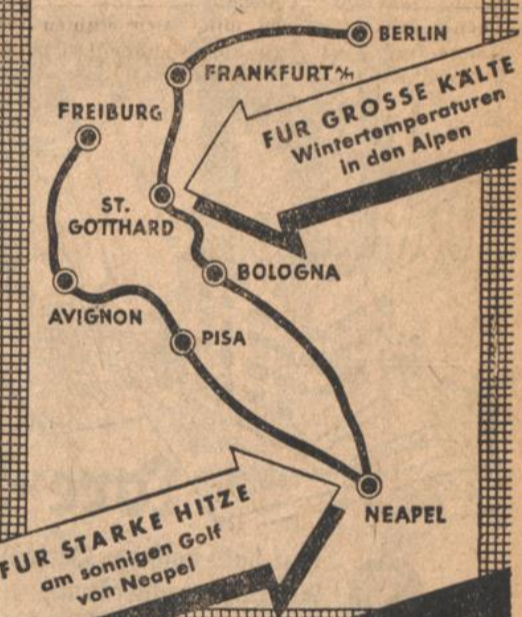 BERLIN
FRANKFURT a/M
FREIBURG
FÜR GROSSE KÄLTE
Wintertemperaturen
in den Alpen
ST.
GOTTHARD
BOLOGNA
AVIGNON
PISA
NEAPEL
FÜR STARKE HITZE
am sonnigen Golf
von Neapel